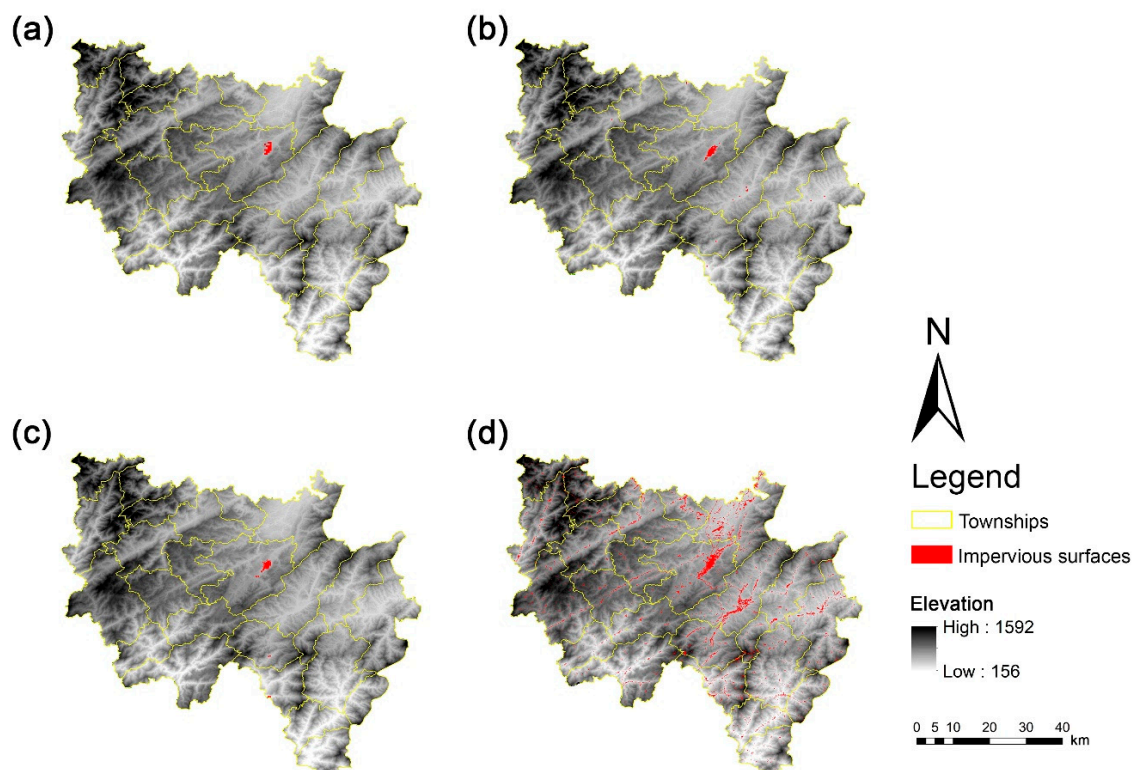 (a)
(b)
(c)
(d)
N
Legend
Townships
Impervious surfaces
Elevation
High : 1592
Low : 156
0 5 10 20 30 40
km